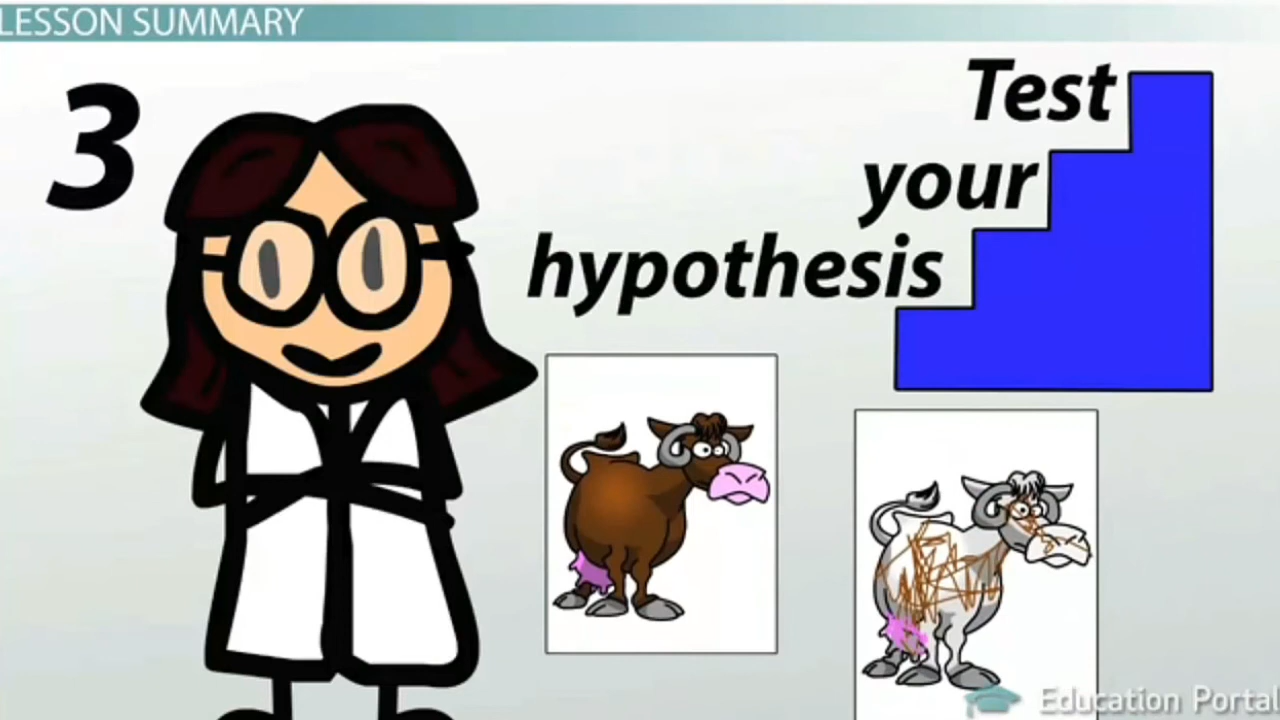 LESSON SUMMARY
3
Test
your
hypothesis
Education Portal